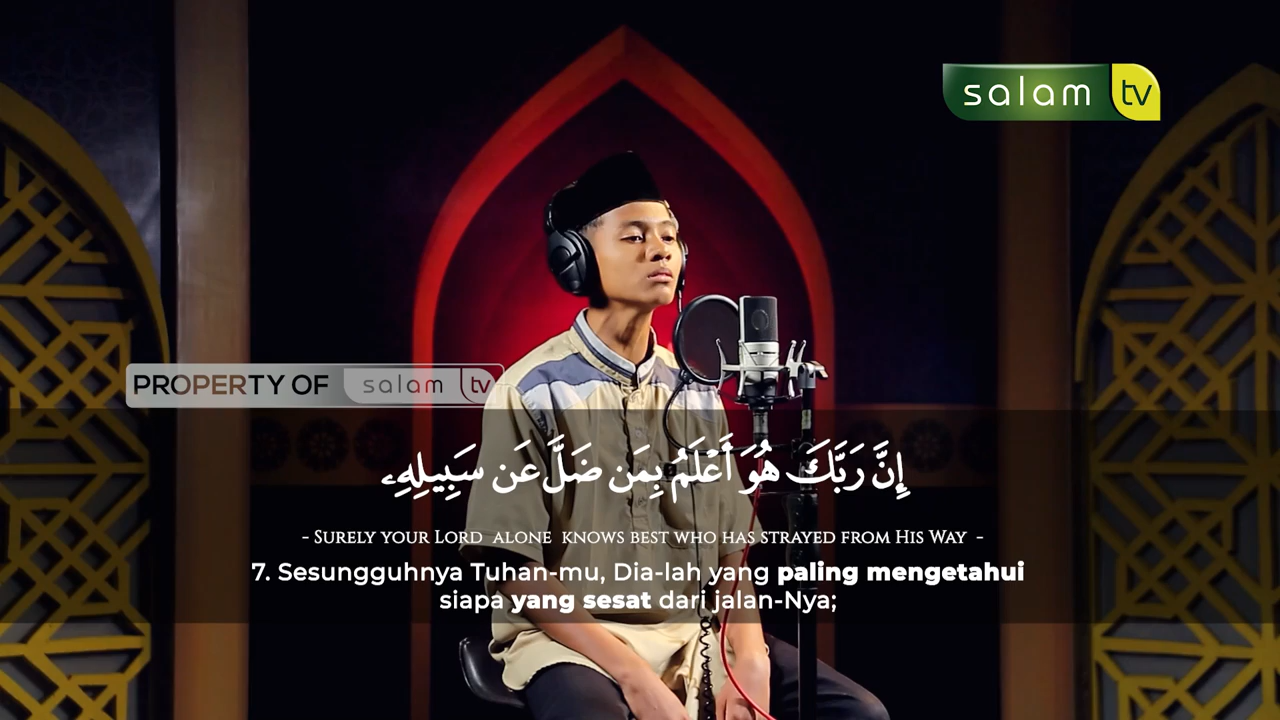 salam tv
PROPERTY OF salam tv
إِنَّ رَبَّكَ هُوَ أَعْلَمُ بِمَن ضَلَّ عَن سَبِيلِهِۦ
- SURELY YOUR LORD ALONE KNOWS BEST WHO HAS STRAYED FROM HIS WAY -
7. Sesungguhnya Tuhan-mu, Dia-lah yang paling mengetahui
siapa yang sesat dari jalan-Nya;